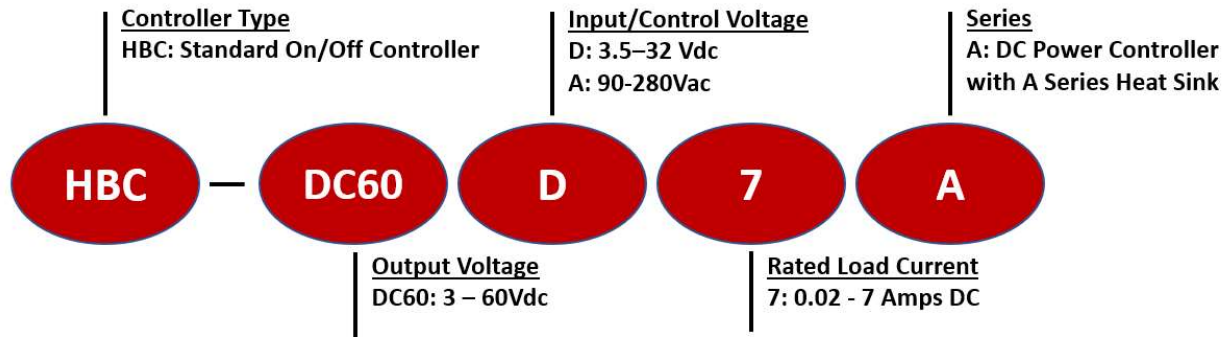 Controller Type
HBC: Standard On/Off Controller
Input/Control Voltage
D: 3.5–32 Vdc
A: 90-280Vac
Series
A: DC Power Controller
with A Series Heat Sink
HBC – DC60 D 7 A
Output Voltage
DC60: 3 – 60Vdc
Rated Load Current
7: 0.02 - 7 Amps DC